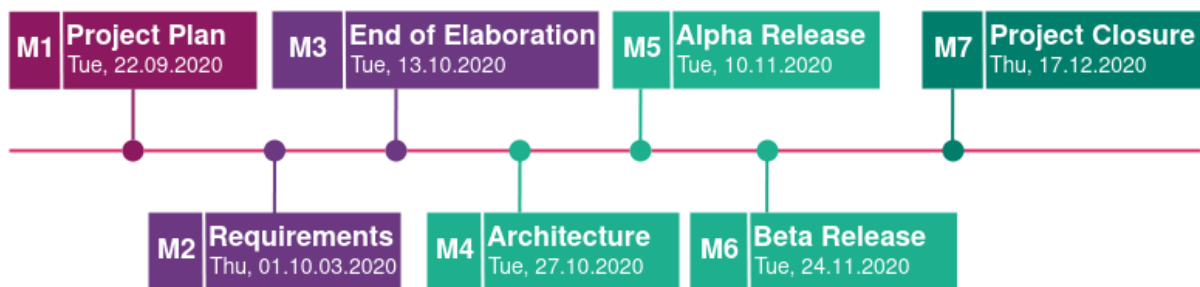 M1
Project Plan
Tue, 22.09.2020
M3
End of Elaboration
Tue, 13.10.2020
M5
Alpha Release
Tue, 10.11.2020
M7
Project Closure
Thu, 17.12.2020
M2
Requirements
Thu, 01.10.03.2020
M4
Architecture
Tue, 27.10.2020
M6
Beta Release
Tue, 24.11.2020